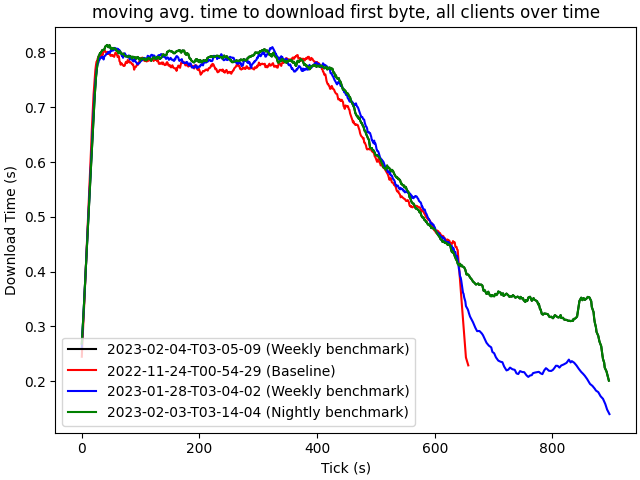 moving avg. time to download first byte, all clients over time
Download Time (s)
0.8
0.7
0.6
0.5
0.4
0.3
0.2
2023-02-04-T03-05-09 (Weekly benchmark)
2022-11-24-T00-54-29 (Baseline)
2023-01-28-T03-04-02 (Weekly benchmark)
2023-02-03-T03-14-04 (Nightly benchmark)
0 200 400 600 800
Tick (s)